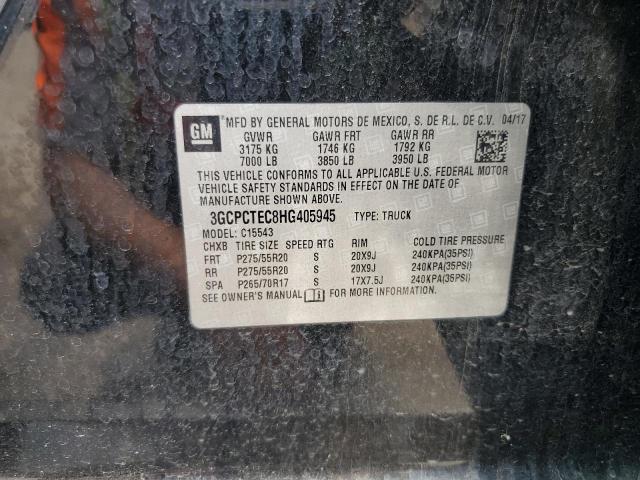 GM
MFD BY GENERAL MOTORS DE MEXICO, S. DE R.L. DE C.V. 04/17
GVWR GAWR FRT GAWR RR
3175 KG 1746 KG 1792 KG
7000 LB 3850 LB 3950 LB
THIS VEHICLE CONFORMS TO ALL APPLICABLE U.S. FEDERAL MOTOR
VEHICLE SAFETY STANDARDS IN EFFECT ON THE DATE OF
MANUFACTURE SHOWN ABOVE.
3GCPCTEC8HG405945 TYPE: TRUCK
MODEL: C15543
CHXB TIRE SIZE SPEED RTG RIM COLD TIRE PRESSURE
FRT P275/55R20 S 20X9J 240KPA(35PSI)
RR P275/55R20 S 20X9J 240KPA(35PSI)
SPA P265/70R17 S 17X7.5J 240KPA(35PSI)
SEE OWNER'S MANUAL FOR MORE INFORMATION.